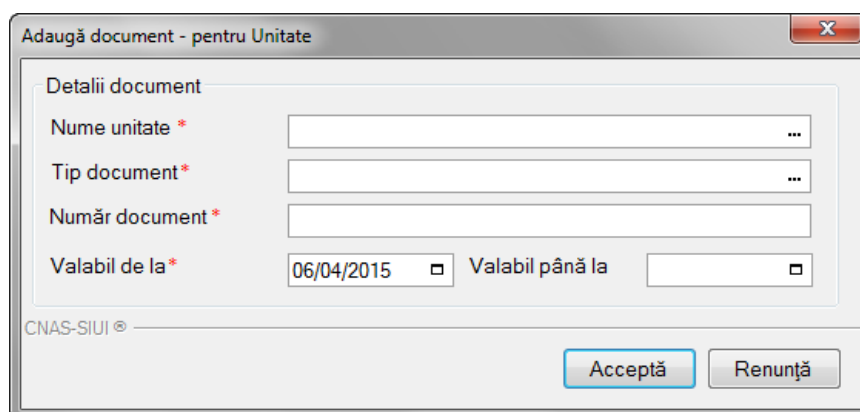 Adaugă document - pentru Unitate
Detalii document
Nume unitate * ...
Tip document* ...
Număr document*
Valabil de la* 06/04/2015 Valabil până la
CNAS-SIUI ®
Acceptă Renunţă